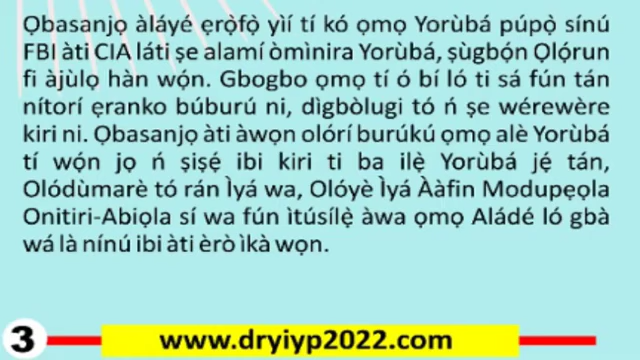 Ọbasanjọ àláyé ẹrọ̀fọ̀ yìí tí kó ọmọ Yorùbá púpọ̀ sínú
FBI àti CIA láti ṣe alamí òmìnira Yorùbá, ṣùgbọ́n Ọlọ́run
fi àjùlọ hàn wọ́n. Gbogbo ọmọ tí ó bí ló ti sá fún tán
nítorí ẹranko búburú ni, dìgbòlugi tó ń ṣe wérewère
kiri ni. Ọbasanjọ àti àwọn olórí burúkú ọmọ alè Yorùbá
tí wọ́n jọ ń ṣiṣẹ́ ibi kiri ti ba ilẹ̀ Yorùbá jẹ́ tán,
Olódùmarè tó rán Ìyá wa, Olóyè Ìyá Ààfin Modupẹọla
Onitiri-Abiọla sí wa fún ìtúsílẹ̀ àwa ọmọ Aládé ló gbà
wá là nínú ibi àti èrò ìkà wọn.
3
www.dryiyp2022.com